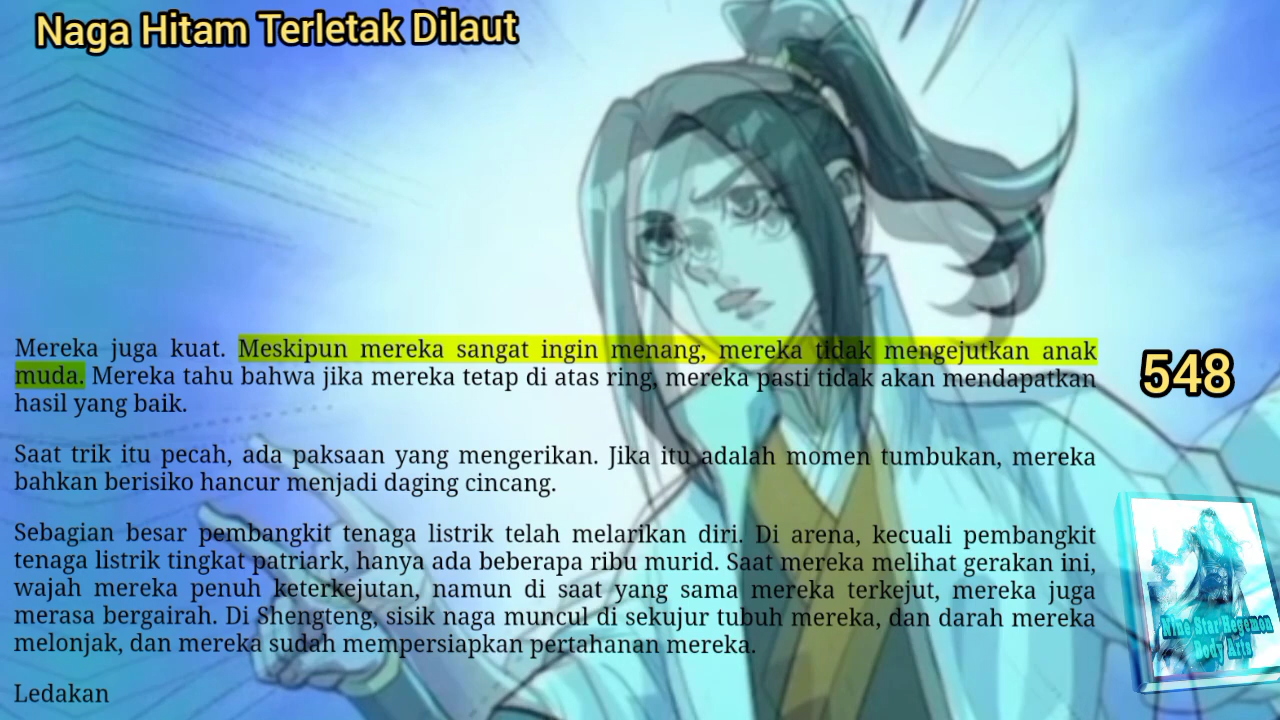 Naga Hitam Terletak Dilaut
Mereka juga kuat. Meskipun mereka sangat ingin menang, mereka tidak mengejutkan anak
muda. Mereka tahu bahwa jika mereka tetap di atas ring, mereka pasti tidak akan mendapatkan
hasil yang baik.
548
Saat trik itu pecah, ada paksaan yang mengerikan. Jika itu adalah momen tumbukan, mereka
bahkan berisiko hancur menjadi daging cincang.
Sebagian besar pembangkit tenaga listrik telah melarikan diri. Di arena, kecuali pembangkit
tenaga listrik tingkat patriark, hanya ada beberapa ribu murid. Saat mereka melihat gerakan ini,
wajah mereka penuh keterkejutan, namun di saat yang sama mereka terkejut, mereka juga
merasa bergairah. Di Shengteng, sisik naga muncul di sekujur tubuh mereka, dan darah mereka
melonjak, dan mereka sudah mempersiapkan pertahanan mereka.
Nine Star Hegemon
Body Arts
Ledakan